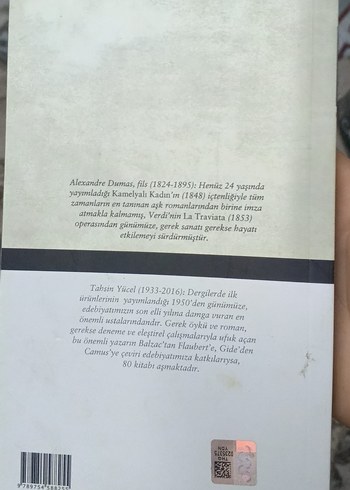 Alexandre Dumas, fils (1824-1895): Henüz 24 yaşında
yayımladığı Kamelyalı Kadın'ın (1848) içtenliğiyle tüm
zamanların en tanınan aşk romanlarından birine imza
atmakla kalmamış, Verdi'nin La Traviata (1853)
operasından günümüze, gerek sanatı gerekse hayatı
etkilemeyi sürdürmüştür.
Tahsin Yücel (1933-2016): Dergilerde ilk
ürünlerinin yayımlandığı 1950'den günümüze,
edebiyatımızın son elli yılına damga vuran en
önemli ustalarındandır. Gerek öykü ve roman,
gerekse deneme ve eleştirel çalışmalarıyla ufuk açan
bu önemli yazarın Balzac'tan Flaubert'e, Gide'den
Camus'ye çeviri edebiyatımıza katkılarıysa,
80 kitabı aşmaktadır.